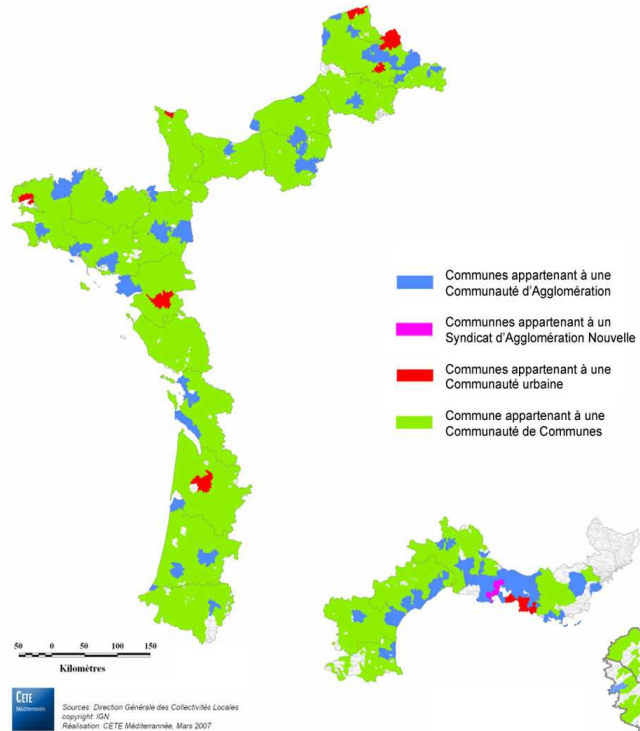 Communes appartenant à une
Communauté d'Agglomération
Communnes appartenant à un
Syndicat d'Agglomération Nouvelle
Communes appartenant à une
Communauté urbaine
Commune appartenant à une
Communauté de Communes
50 0 50 100 150
Kilomètres
CETE
Méditerranée
Sources: Direction Générale des Collectivités Locales
copyright: IGN
Réalisation: CETE Méditerrannée, Mars 2007